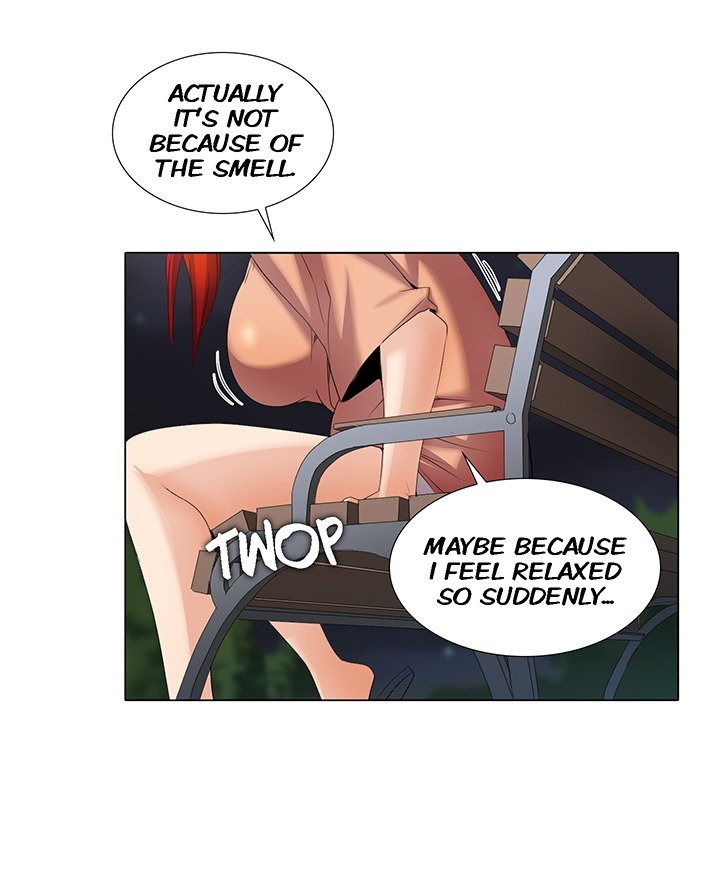 ACTUALLY
IT'S NOT
BECAUSE OF
THE SMELL.
TWOP
MAYBE BECAUSE
I FEEL RELAXED
SO SUDDENLY...